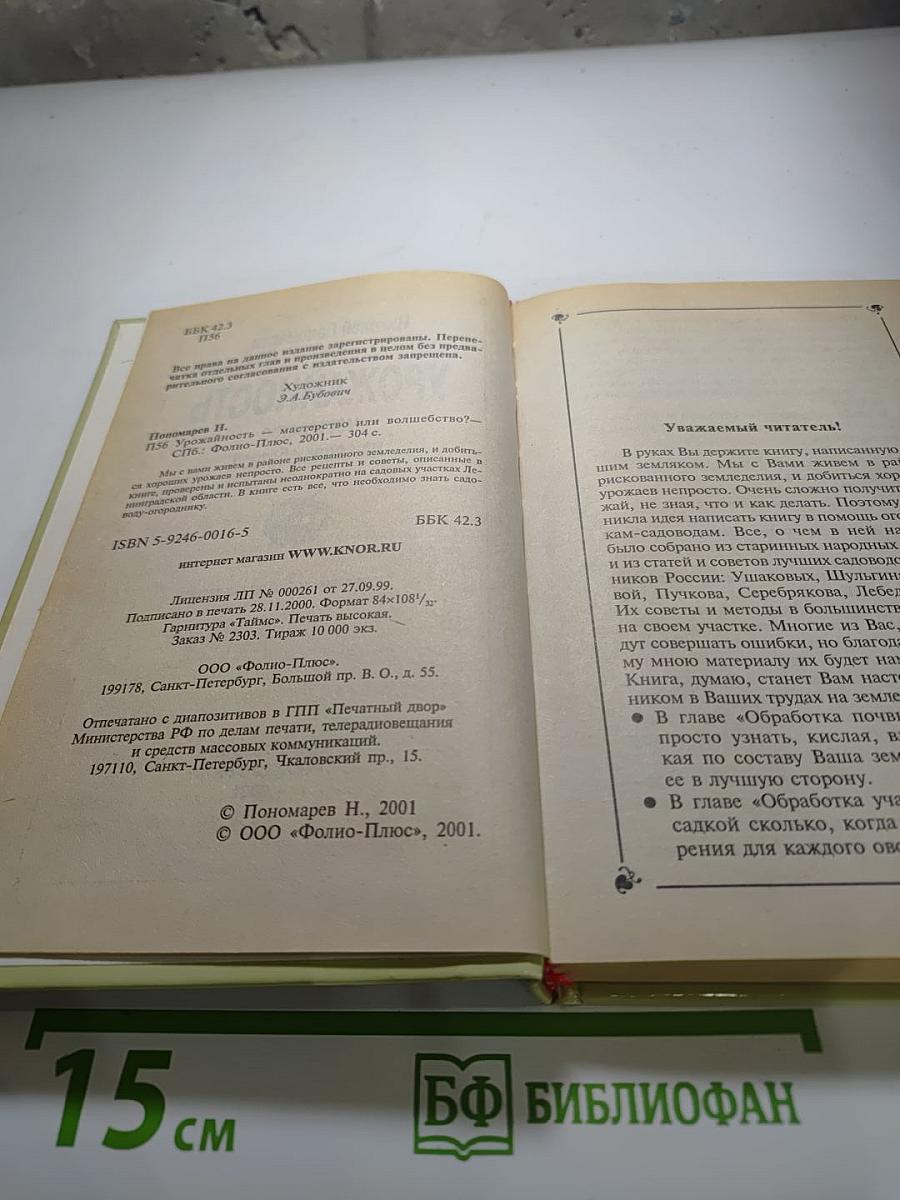 ББК 42.3
П56
Все права на данное издание зарегистрированы. Перепе-
чатка отдельных глав и произведения в целом без предва-
рительного согласования с издательством запрещена.
Художник
Э.А.Бубович
Пономарев Н.
П56 Урожайность — мастерство или волшебство?—
СПб.: Фолио-Плюс, 2001.— 304 с.
Мы с вами живем в районе рискованного земледелия, и добить-
ся хороших урожаев непросто. Все рецепты и советы, описанные в
книге, проверены и испытаны неоднократно на садовых участках Ле-
нинградской области. В книге есть все, что необходимо знать садо-
воду-огороднику.
ББК 42.3
ISBN 5-9246-0016-5
интернет магазин WWW.KNOR.RU
Лицензия ЛП № 000261 от 27.09.99.
Подписано в печать 28.11.2000. Формат 84×108¹/₃₂.
Гарнитура «Таймс». Печать высокая.
Заказ № 2303. Тираж 10 000 экз.
ООО «Фолио-Плюс».
199178, Санкт-Петербург, Большой пр. В. О., д. 55.
Отпечатано с диапозитивов в ГПП «Печатный двор»
Министерства РФ по делам печати, телерадиовещания
и средств массовых коммуникаций.
197110, Санкт-Петербург, Чкаловский пр., 15.
© Пономарев Н., 2001
© ООО «Фолио-Плюс», 2001.
Уважаемый читатель!
В руках Вы держите книгу, написанную
шим земляком. Мы с Вами живем в рай
рискованного земледелия, и добиться хор
урожаев непросто. Очень сложно получит
жай, не зная, что и как делать. Поэтому
никла идея написать книгу в помощь ого
кам-садоводам. Все, о чем в ней на
было собрано из старинных народных
и из статей и советов лучших садоводо
ников России: Ушаковых, Шульгин
вой, Пучкова, Серебрякова, Лебед
Их советы и методы в большинств
на своем участке. Многие из Вас,
дут совершать ошибки, но благода
му мною материалу их будет нам
Книга, думаю, станет Вам насто
ником в Ваших трудах на земле
● В главе «Обработка почвы
просто узнать, кислая, в
кая по составу Ваша зем
ее в лучшую сторону.
● В главе «Обработка уча
садкой сколько, когда
рения для каждого ово
15 см
БФ БИБЛИОФАН